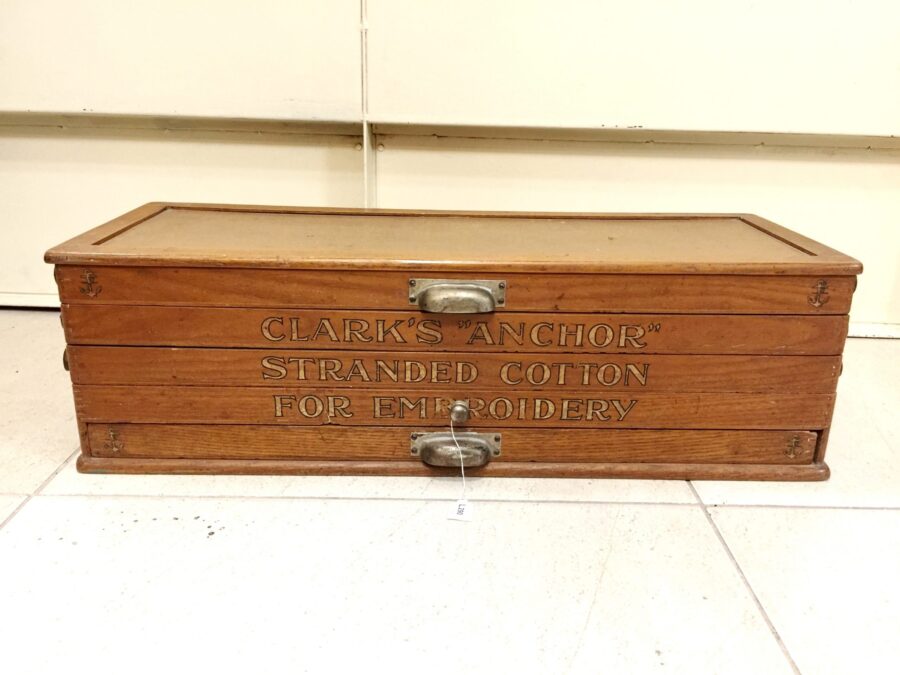 CLARK'S "ANCHOR"
STRANDED COTTON
FOR EMBROIDERY